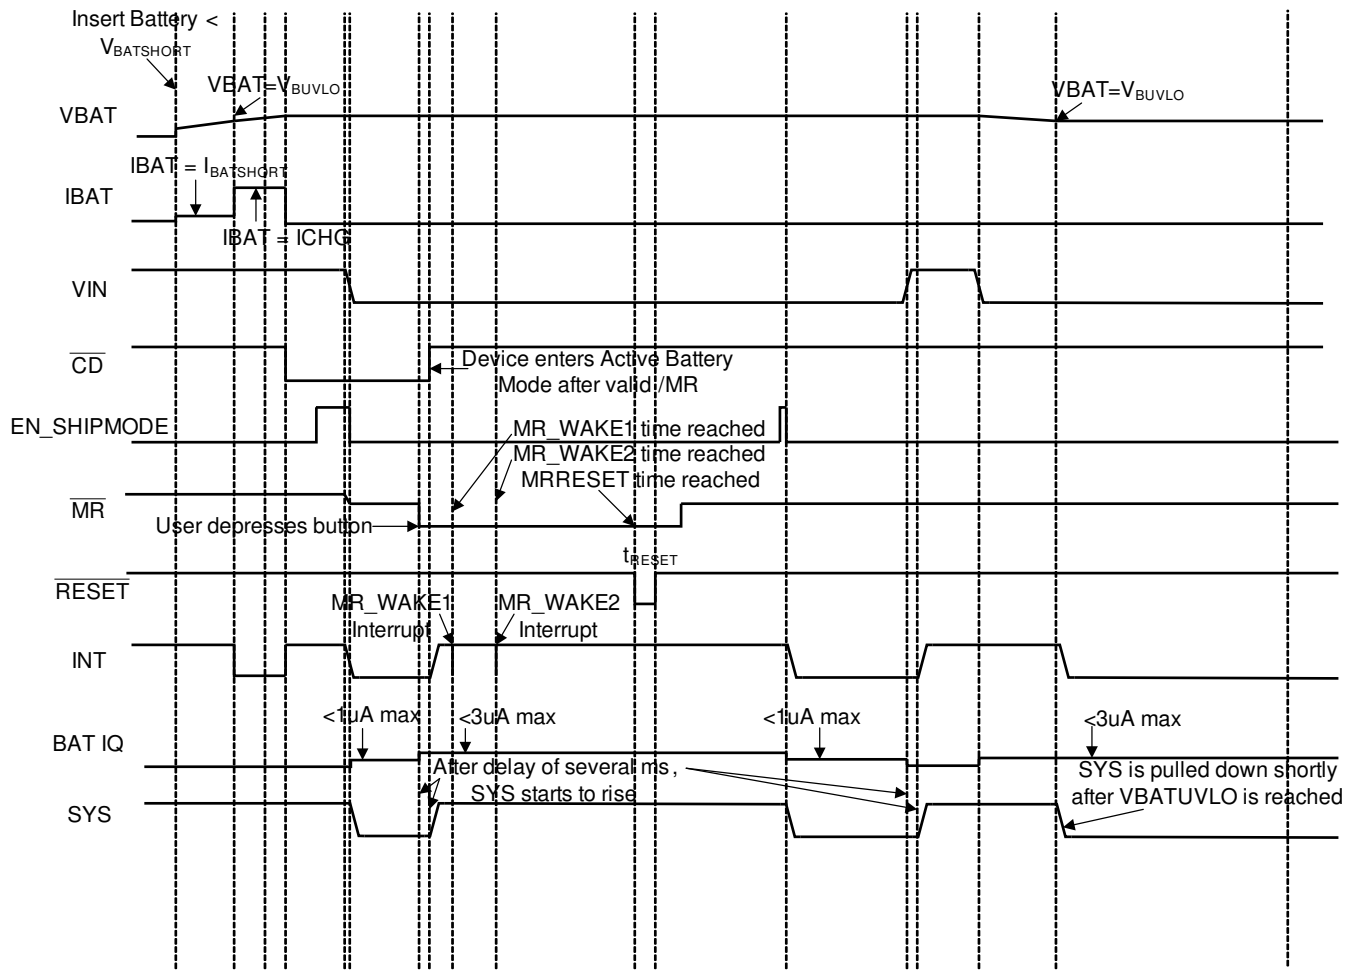 Insert Battery <
VBATSHORT
VBAT=VBUVLO
VBAT=VBUVLO
VBAT
IBAT = IBATSHORT
IBAT
IBAT = ICHG
VIN
CD
Device enters Active Battery
Mode after valid /MR
EN_SHIPMODE
MR_WAKE1 time reached
MR_WAKE2 time reached
MRRESET time reached
MR
User depresses button
tRESET
RESET
MR_WAKE1
Interrupt
MR_WAKE2
Interrupt
INT
<1uA max
<3uA max
<1uA max
<3uA max
BAT IQ
After delay of several ms,
SYS starts to rise
SYS is pulled down shortly
after VBATUVLO is reached
SYS